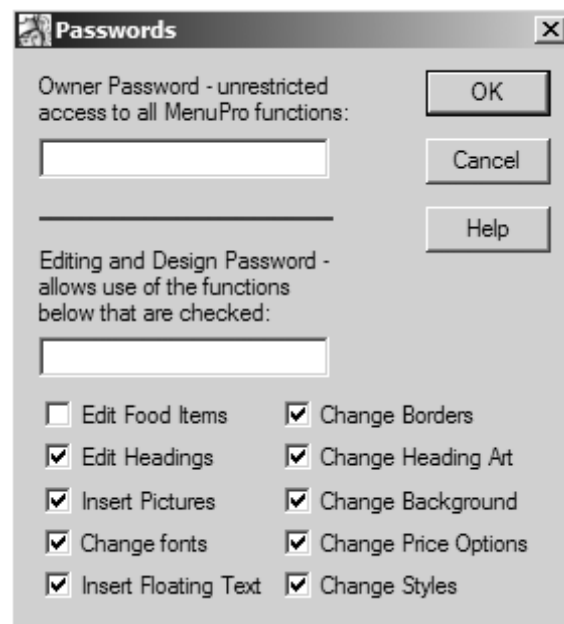 Passwords
Owner Password - unrestricted
access to all MenuPro functions:
OK
Cancel
Help
Editing and Design Password -
allows use of the functions
below that are checked:
Edit Food Items
Change Borders
Edit Headings
Change Heading Art
Insert Pictures
Change Background
Change fonts
Change Price Options
Insert Floating Text
Change Styles